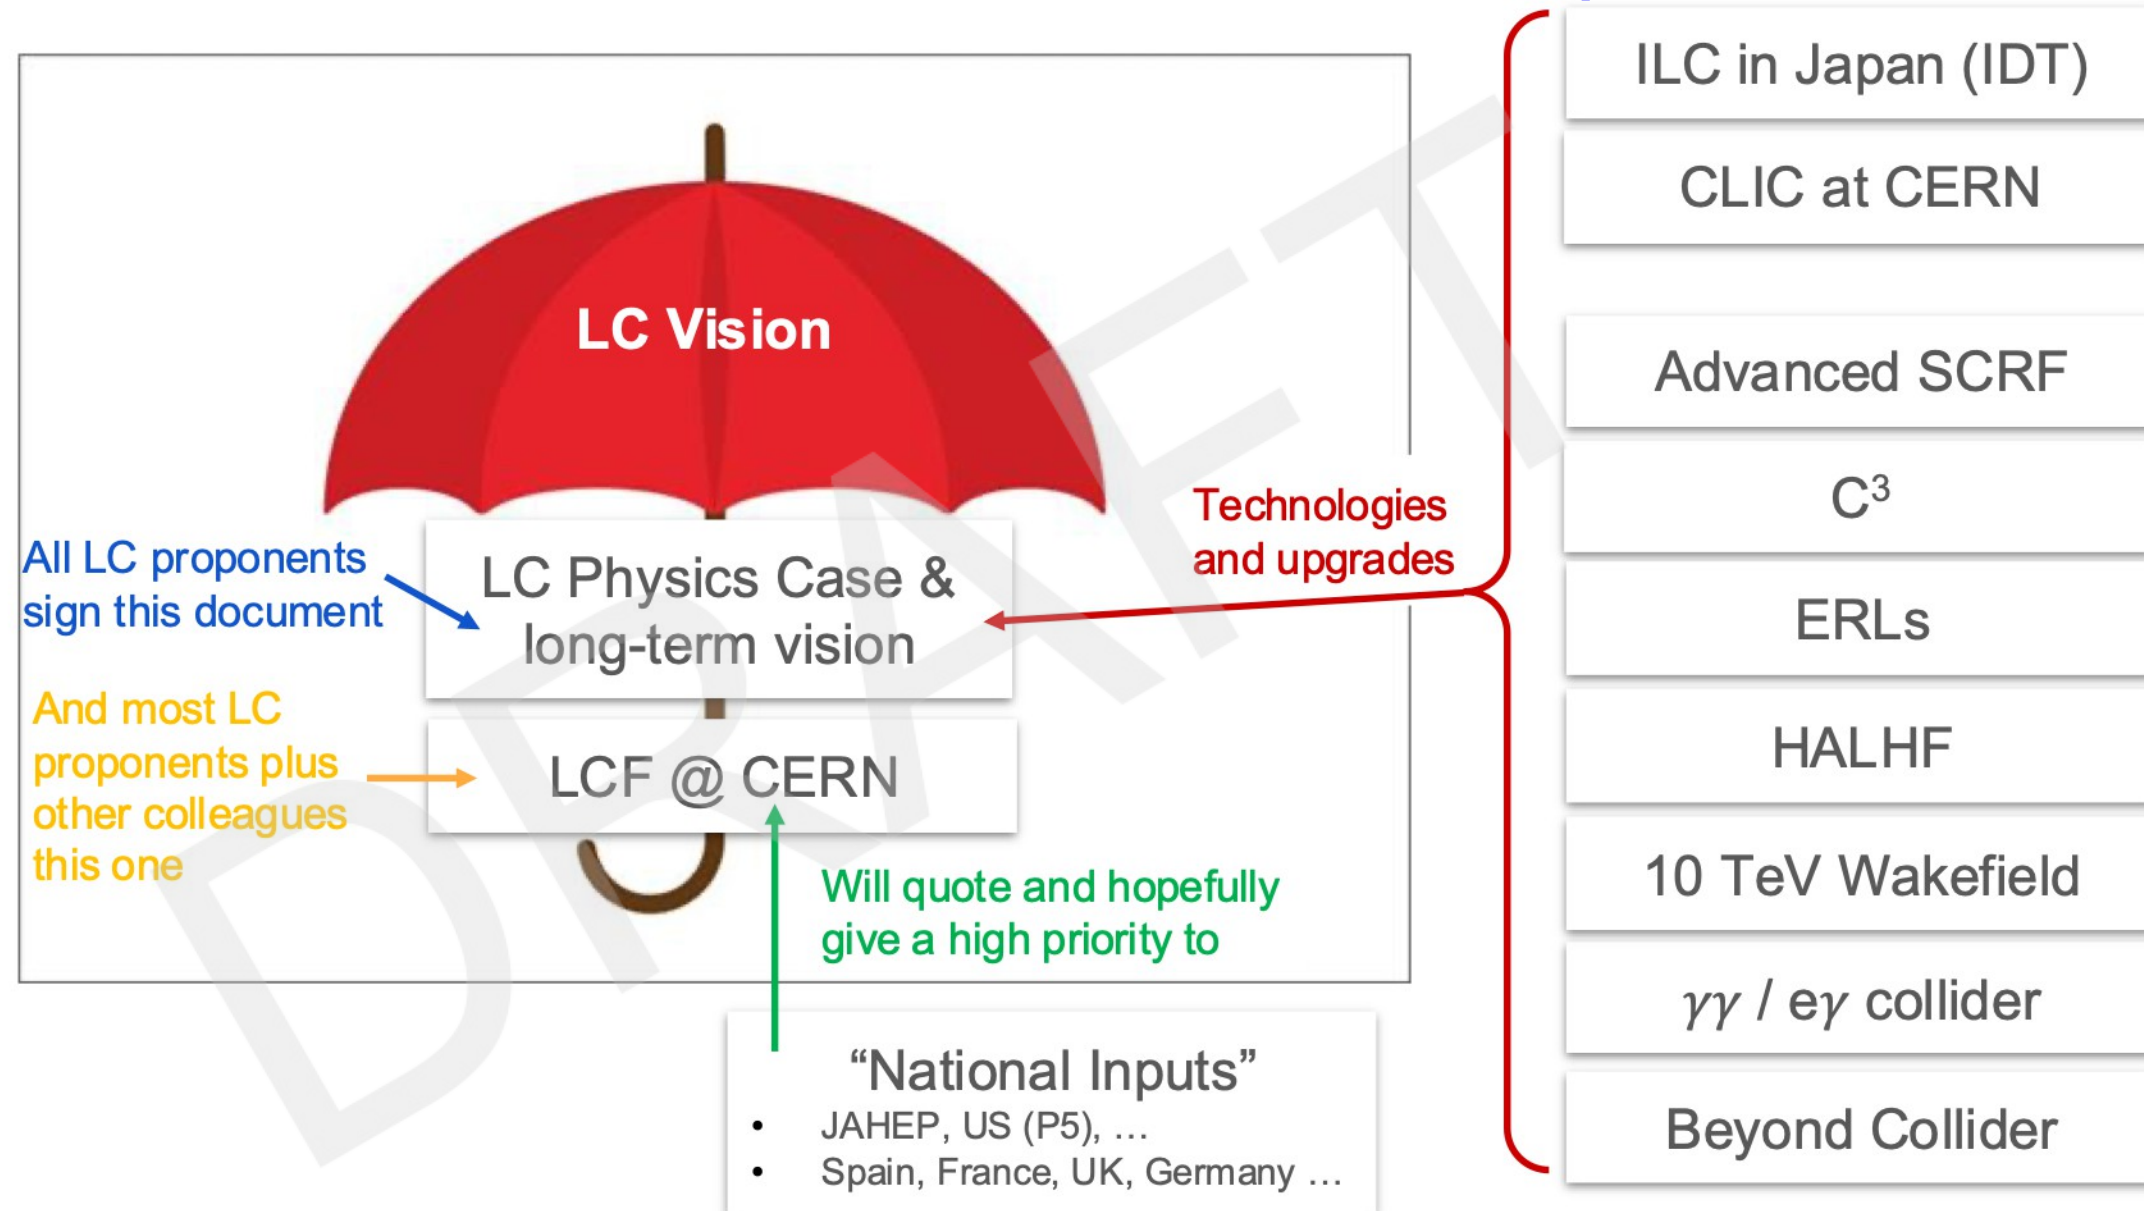 LC Vision
All LC proponents
sign this document
LC Physics Case &
long-term vision
And most LC
proponents plus
other colleagues
this one
LCF @ CERN
Will quote and hopefully
give a high priority to
“National Inputs”
• JAHEP, US (P5), …
• Spain, France, UK, Germany …
Technologies
and upgrades
ILC in Japan (IDT)
CLIC at CERN
Advanced SCRF
C³
ERLs
HALHF
10 TeV Wakefield
γγ / eγ collider
Beyond Collider
DRAFT